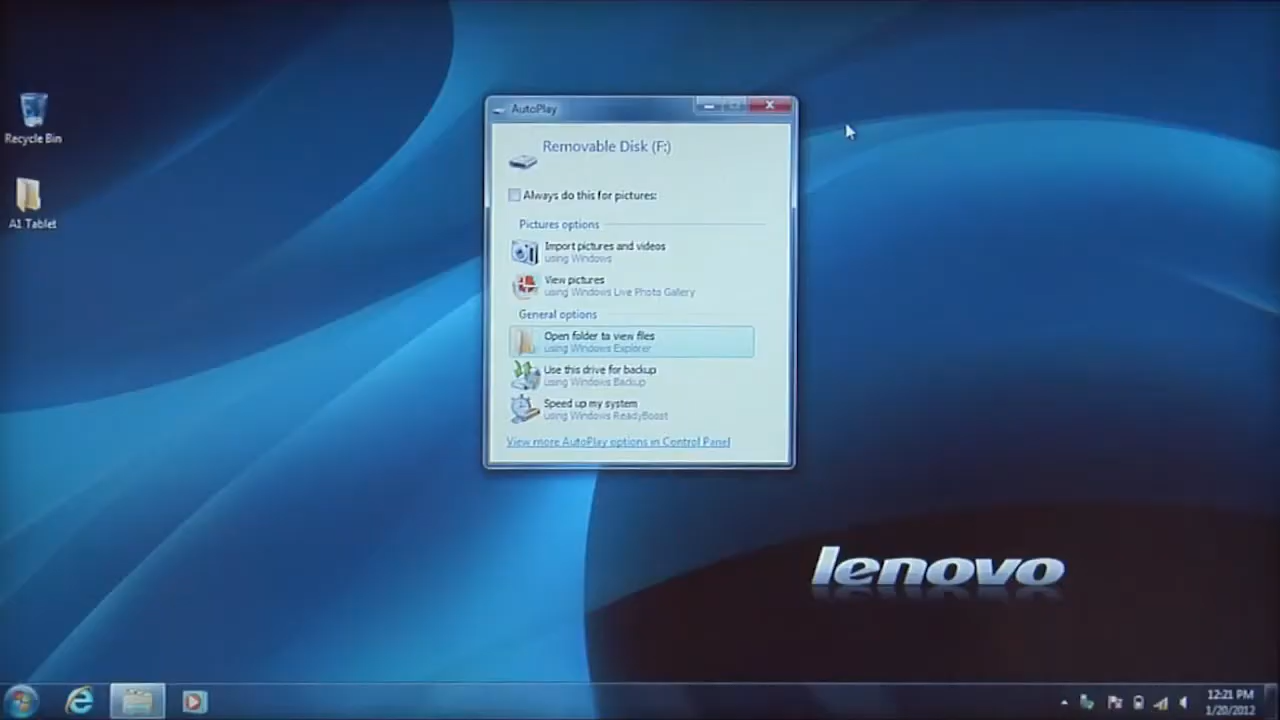 Recycle Bin
A1 Tablet
AutoPlay
Removable Disk (F:)
Always do this for pictures:
Pictures options
Import pictures and videos
using Windows
View pictures
using Windows Live Photo Gallery
General options
Open folder to view files
using Windows Explorer
Use this drive for backup
using Windows Backup
Speed up my system
using Windows ReadyBoost
View more AutoPlay options in Control Panel
lenovo
12:21 PM
1/20/2012